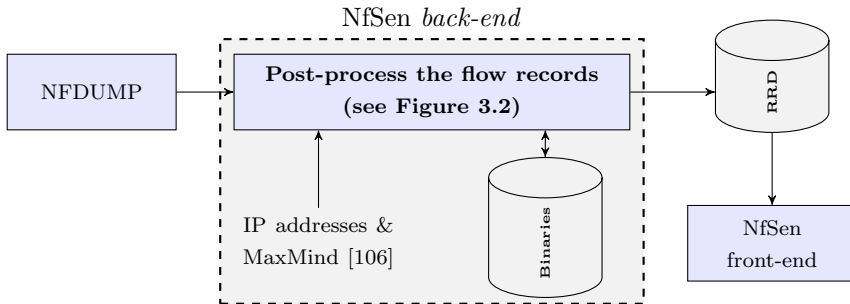 NfSen back-end
NFDUMP
Post-process the flow records
(see Figure 3.2)
RRD
IP addresses &
MaxMind [106]
Binaries
NfSen
front-end